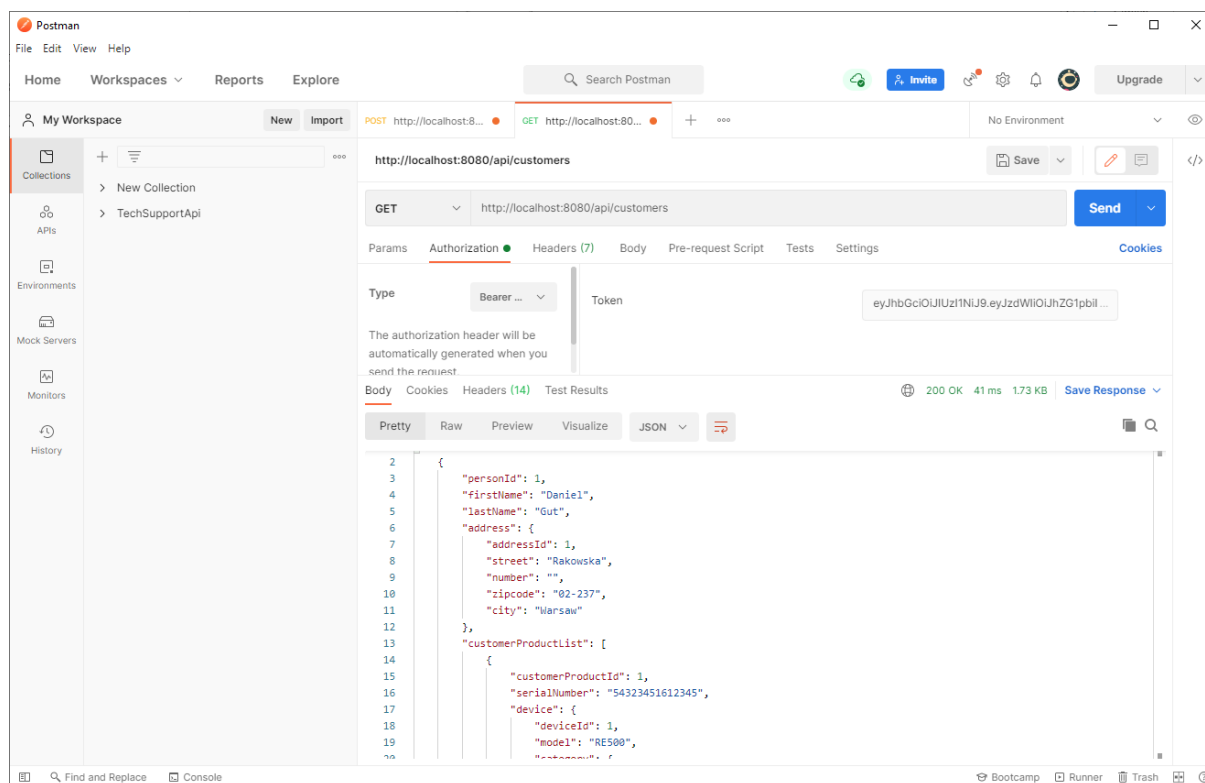 Postman
File Edit View Help
Home Workspaces Reports Explore Search Postman Invite Upgrade
My Workspace New Import POST http://localhost:8... GET http://localhost:80... No Environment
Collections
New Collection
TechSupportApi
APIs
Environments
Mock Servers
Monitors
History
http://localhost:8080/api/customers Save
GET http://localhost:8080/api/customers Send
Params Authorization Headers (7) Body Pre-request Script Tests Settings Cookies
Type Bearer ... Token eyJhbGciOiJIUzI1NiJ9.eyJzdWIiOiJhZG1pbiI ...
The authorization header will be
automatically generated when you
send the request.
Body Cookies Headers (14) Test Results 200 OK 41 ms 1.73 KB Save Response
Pretty Raw Preview Visualize JSON
2 {
3 "personId": 1,
4 "firstName": "Daniel",
5 "lastName": "Gut",
6 "address": {
7 "addressId": 1,
8 "street": "Rakowska",
9 "number": "",
10 "zipcode": "02-237",
11 "city": "Warsaw"
12 },
13 "customerProductList": [
14 {
15 "customerProductId": 1,
16 "serialNumber": "54323451612345",
17 "device": {
18 "deviceId": 1,
19 "model": "RE500",
20 "category": {
Find and Replace Console Bootcamp Runner Trash